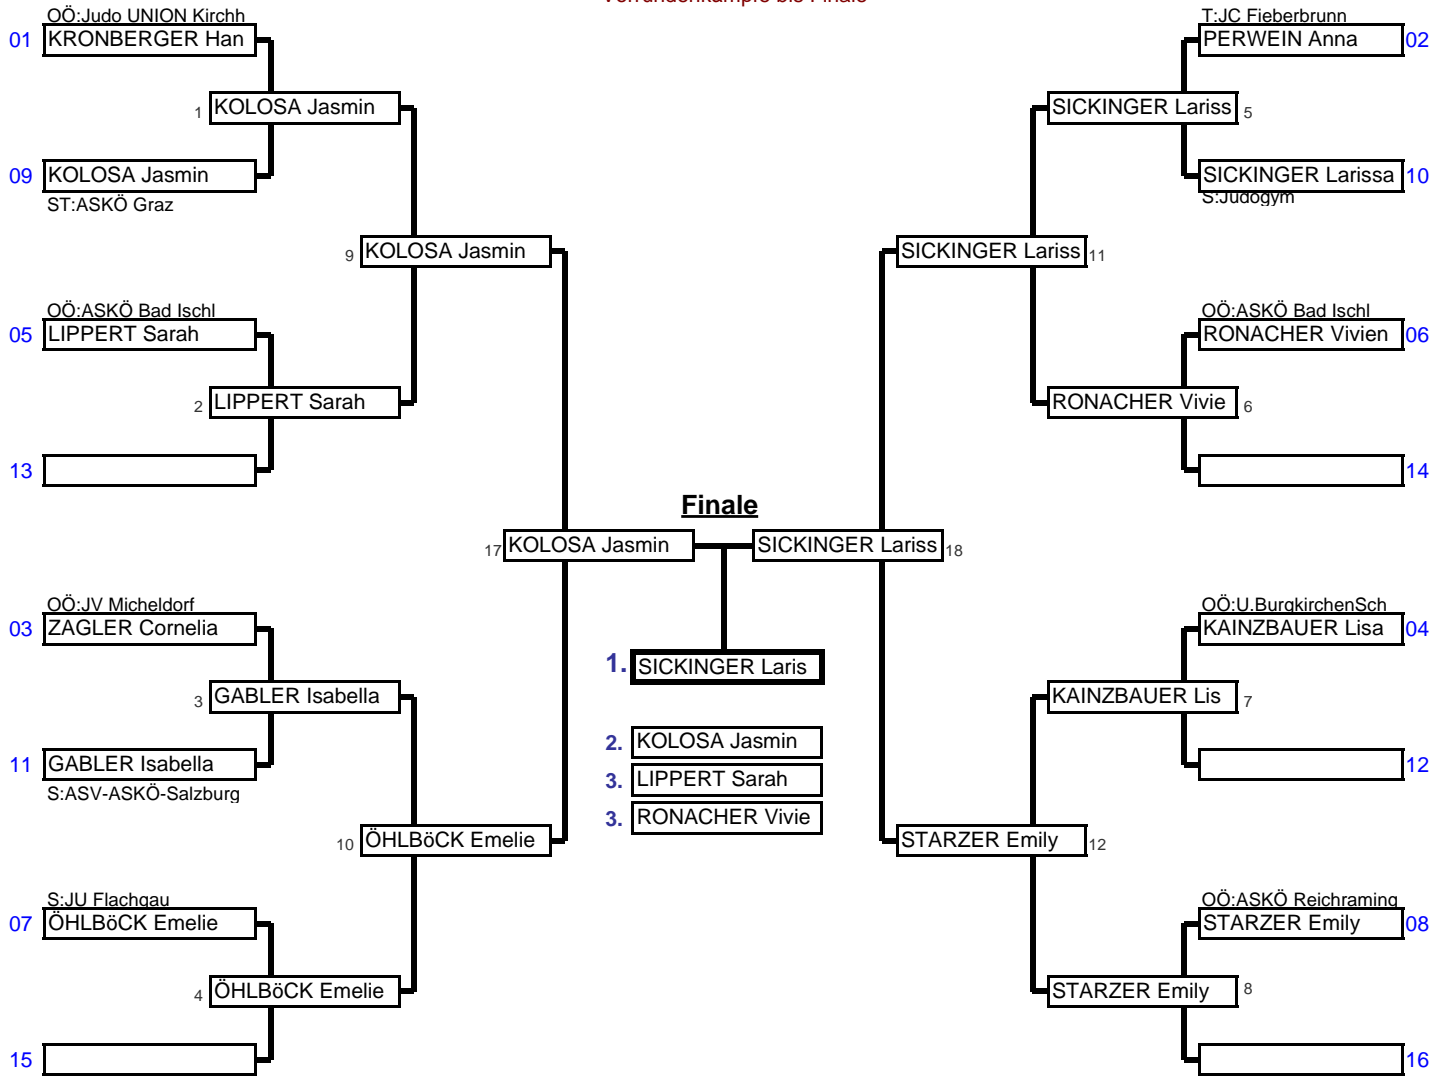 Vorrundenkämpfe bis Finale
OÖ:Judo UNION Kirchh
01 KRONBERGER Han
1 KOLOSA Jasmin
09 KOLOSA Jasmin
ST:ASKÖ Graz
9 KOLOSA Jasmin
OÖ:ASKÖ Bad Ischl
05 LIPPERT Sarah
2 LIPPERT Sarah
13
17 KOLOSA Jasmin
OÖ:JV Micheldorf
03 ZAGLER Cornelia
3 GABLER Isabella
11 GABLER Isabella
S:ASV-ASKÖ-Salzburg
10 ÖHLBöCK Emelie
S:JU Flachgau
07 ÖHLBöCK Emelie
4 ÖHLBöCK Emelie
15
Finale
1. SICKINGER Laris
2. KOLOSA Jasmin
3. LIPPERT Sarah
3. RONACHER Vivie
T:JC Fieberbrunn
PERWEIN Anna 02
SICKINGER Lariss 5
SICKINGER Larissa 10
S:Judogym
SICKINGER Lariss 11
OÖ:ASKÖ Bad Ischl
RONACHER Vivien 06
RONACHER Vivie 6
14
SICKINGER Lariss 18
OÖ:U.BurgkirchenSch
KAINZBAUER Lisa 04
KAINZBAUER Lis 7
12
STARZER Emily 12
OÖ:ASKÖ Reichraming
STARZER Emily 08
STARZER Emily 8
16